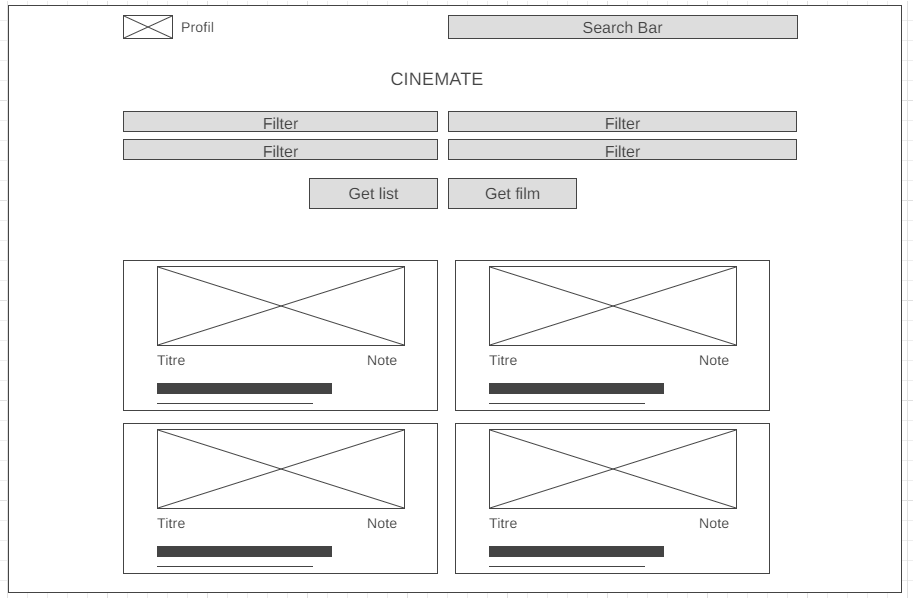 Profil
Search Bar
CINEMATE
Filter
Filter
Filter
Filter
Get list
Get film
Titre
Note
Titre
Note
Titre
Note
Titre
Note